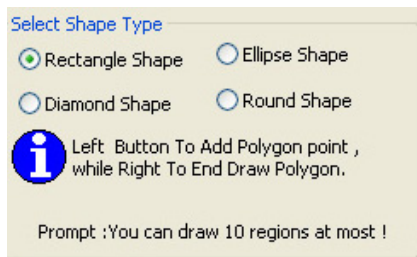 Select Shape Type
Rectangle Shape
Ellipse Shape
Diamond Shape
Round Shape
Left Button To Add Polygon point ,
while Right To End Draw Polygon.
Prompt :You can draw 10 regions at most !